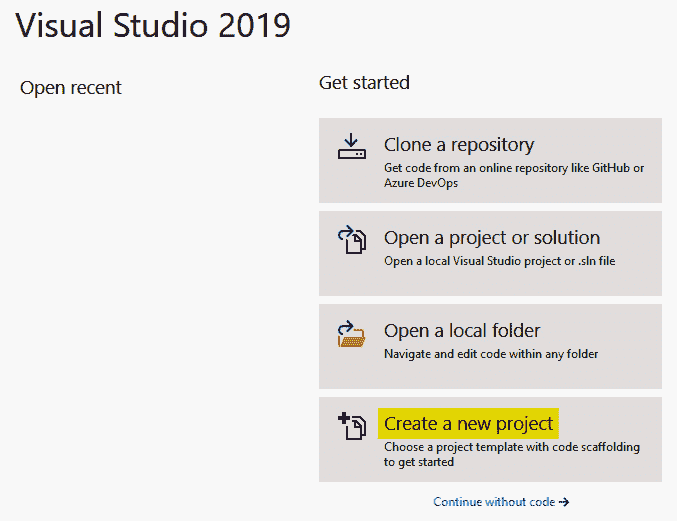 Visual Studio 2019
Open recent
Get started
Clone a repository
Get code from an online repository like GitHub or
Azure DevOps
Open a project or solution
Open a local Visual Studio project or .sln file
Open a local folder
Navigate and edit code within any folder
Create a new project
Choose a project template with code scaffolding
to get started
Continue without code →